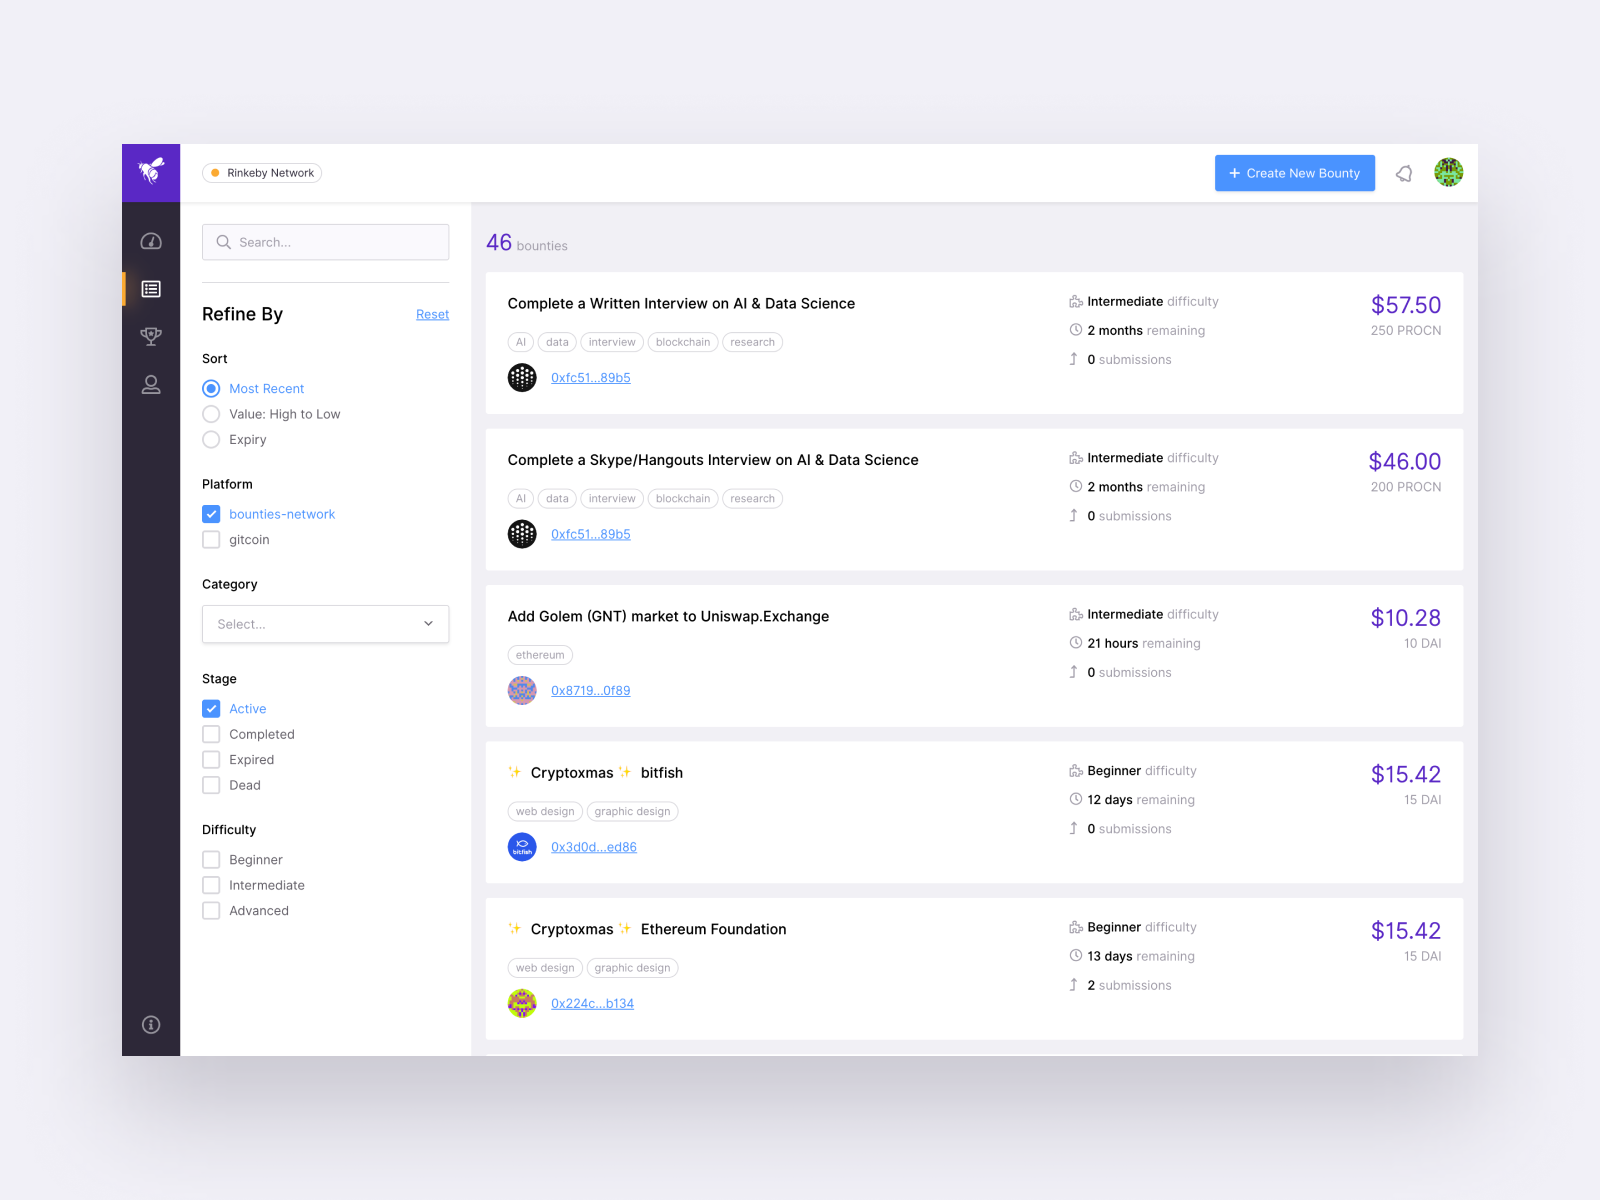 Rinkeby Network
+ Create New Bounty
Search...
Refine By
Reset
Sort
Most Recent
Value: High to Low
Expiry
Platform
bounties-network
gitcoin
Category
Select...
Stage
Active
Completed
Expired
Dead
Difficulty
Beginner
Intermediate
Advanced
46 bounties
Complete a Written Interview on AI & Data Science
AI data interview blockchain research
0xfc51...89b5
Intermediate difficulty
2 months remaining
0 submissions
$57.50
250 PROCN
Complete a Skype/Hangouts Interview on AI & Data Science
AI data interview blockchain research
0xfc51...89b5
Intermediate difficulty
2 months remaining
0 submissions
$46.00
200 PROCN
Add Golem (GNT) market to Uniswap.Exchange
ethereum
0x8719...0f89
Intermediate difficulty
21 hours remaining
0 submissions
$10.28
10 DAI
✨ Cryptoxmas ✨ bitfish
web design graphic design
bitfish
0x3d0d...ed86
Beginner difficulty
12 days remaining
0 submissions
$15.42
15 DAI
✨ Cryptoxmas ✨ Ethereum Foundation
web design graphic design
0x224c...b134
Beginner difficulty
13 days remaining
2 submissions
$15.42
15 DAI